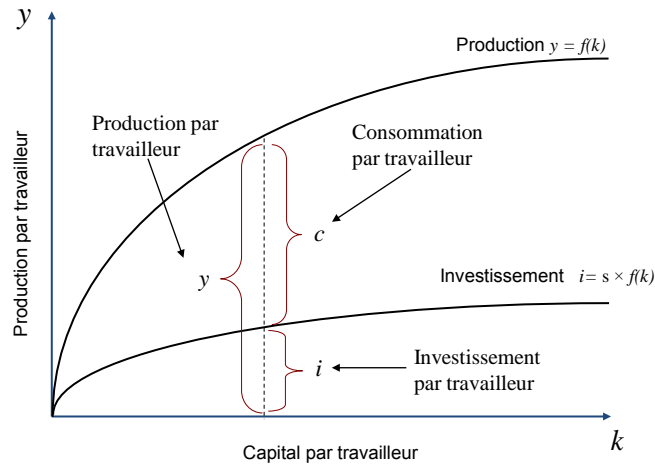 y
Production y = f(k)
Production par
travailleur
Consommation
par travailleur
Production par travailleur
c
y
Investissement i= s × f(k)
i
Investissement
par travailleur
k
Capital par travailleur